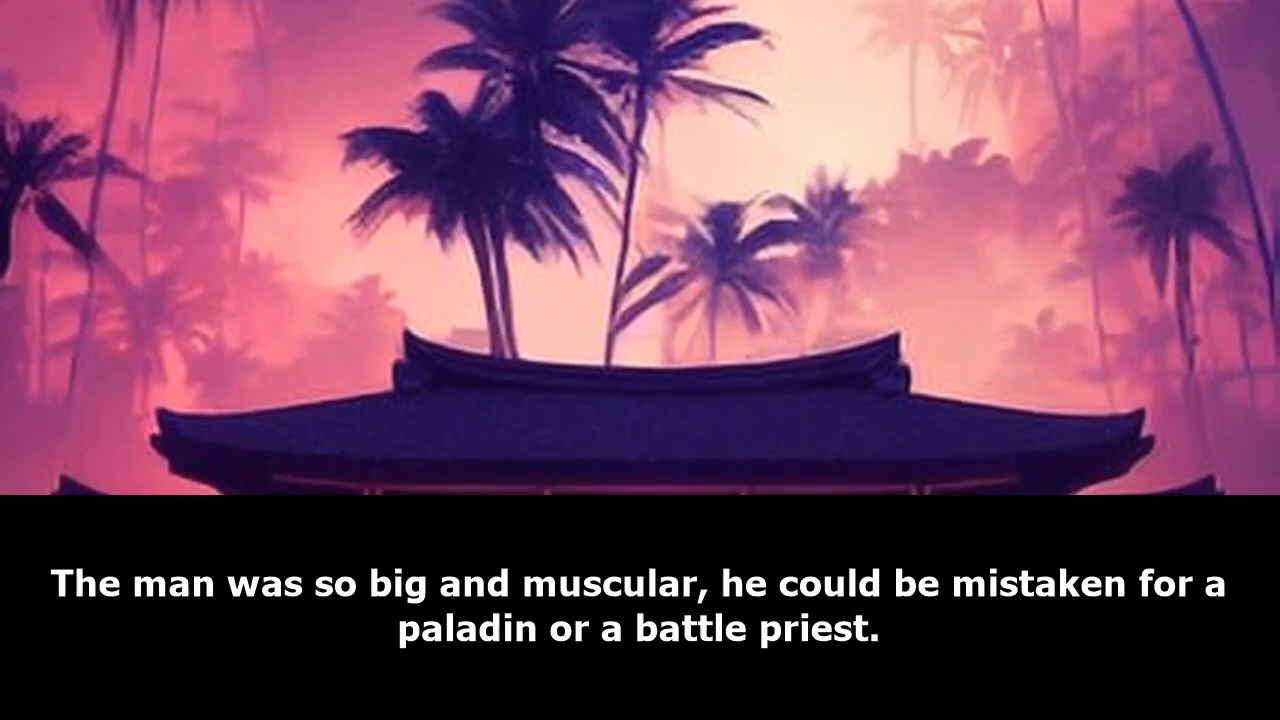 The man was so big and muscular, he could be mistaken for a
paladin or a battle priest.